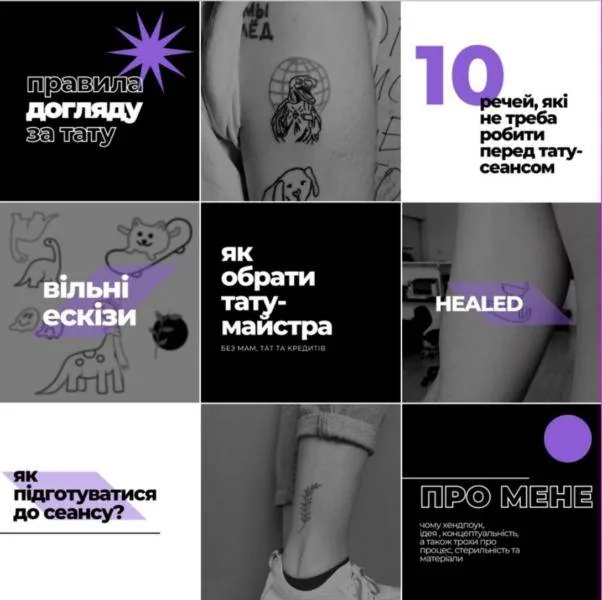 правила
догляду
за тату
МЫ
ЛЁД
10
речей, які
не треба
робити
перед тату-
сеансом
вільні
ескізи
як
обрати
тату-
майстра
БЕЗ МАМ, ТАТ ТА КРЕДИТІВ
HEALED
як
підготуватися
до сеансу?
ПРО МЕНЕ
чому хендпоук,
ідея , концептуальність,
а також трохи про
процес, стерильність та
матеріали